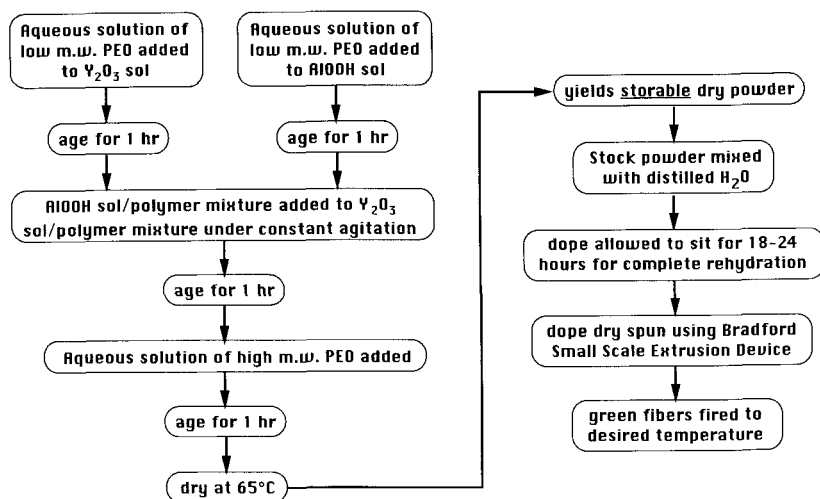 Aqueous solution of
low m.w. PEO added
to Y₂O₃ sol
Aqueous solution of
low m.w. PEO added
to AlOOH sol
age for 1 hr
age for 1 hr
AlOOH sol/polymer mixture added to Y₂O₃
sol/polymer mixture under constant agitation
age for 1 hr
Aqueous solution of high m.w. PEO added
age for 1 hr
dry at 65°C
yields storable dry powder
Stock powder mixed
with distilled H₂O
dope allowed to sit for 18-24
hours for complete rehydration
dope dry spun using Bradford
Small Scale Extrusion Device
green fibers fired to
desired temperature